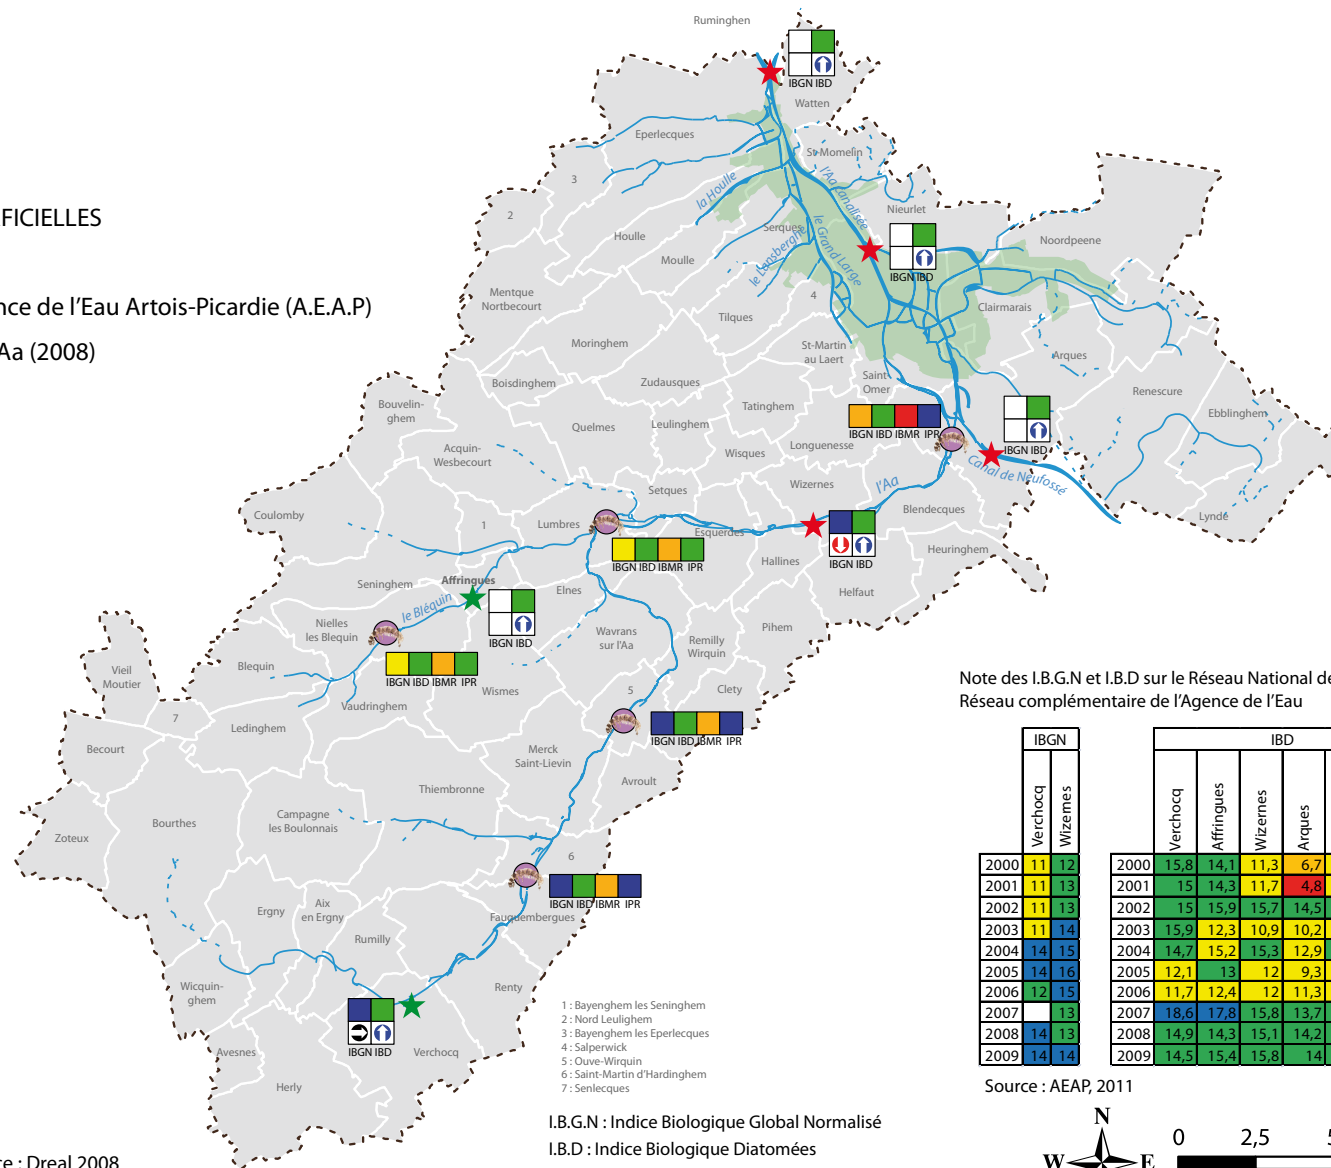 Ruminghen
IBGN IBD
Watten
Eperlecques
St-Momelin
3
la Houlle
l'Aa Canalisée
2
FICIELLES
Nieurlet
Houlle
Serques
le Grand Large
Noordpeene
le Lansberghe
Moulle
IBGN IBD
nce de l'Eau Artois-Picardie (A.E.A.P)
Mentque
Nortbecourt
4
Clairmarais
Tilques
Aa (2008)
Moringhem
St-Martin
au Laert
Arques
Boisdinghem
Zudausques
Saint
Omer
Renescure
Bouvelin-
ghem
Tatinghem
Ebblinghem
Quelmes
Leulinghem
IBGN IBD IBMR IPR
Longuenesse
IBGN IBD
Acquin-
Wesbecourt
Wisques
Canal de Neufossé
Setques
Wizernes
l'Aa
Coulomby
1
Lumbres
Blendecques
Lynde
Esquerdes
Heuringhem
IBGN IBD IBMR IPR
Hallines
IBGN IBD
Seninghem
Affringues
Elnes
Helfaut
le Bléquin
Nielles
les Blequin
IBGN IBD
Wavrans
sur l'Aa
Remilly
Wirquin
Pihem
Blequin
IBGN IBD IBMR IPR
Vieil
Moutier
Wismes
5
Clety
Vaudringhem
7
Ledinghem
IBGN IBD IBMR IPR
Becourt
Merck
Saint-Lievin
Avroult
Thiembronne
Campagne
les Boulonnais
Bourthes
Zoteux
6
IBGN IBD IBMR IPR
Aix
en Ergny
Ergny
Fauquembergues
Rumilly
Wicquin-
ghem
Renty
IBGN IBD
Verchocq
Avesnes
Herly
1 : Bayenghem les Seninghem
2 : Nord Leulighem
3 : Bayenghem les Eperlecques
4 : Salperwick
5 : Ouve-Wirquin
6 : Saint-Martin d'Hardinghem
7 : Senlecques
I.B.G.N : Indice Biologique Global Normalisé
I.B.D : Indice Biologique Diatomées
Note des I.B.G.N et I.B.D sur le Réseau National de
Réseau complémentaire de l'Agence de l'Eau
IBGN IBD
Verchocq Wizernes Verchocq Affringues Wizernes Arques
2000 11 12 2000 15,8 14,1 11,3 6,7
2001 11 13 2001 15 14,3 11,7 4,8
2002 11 13 2002 15 15,9 15,7 14,5
2003 11 14 2003 15,9 12,3 10,9 10,2
2004 14 15 2004 14,7 15,2 15,3 12,9
2005 14 16 2005 12,1 13 12 9,3
2006 12 15 2006 11,7 12,4 12 11,3
2007 13 2007 18,6 17,8 15,8 13,7
2008 14 13 2008 14,9 14,3 15,1 14,2
2009 14 14 2009 14,5 15,4 15,8 14
Source : AEAP, 2011
N
W E
0 2,5 5
ce : Dreal 2008